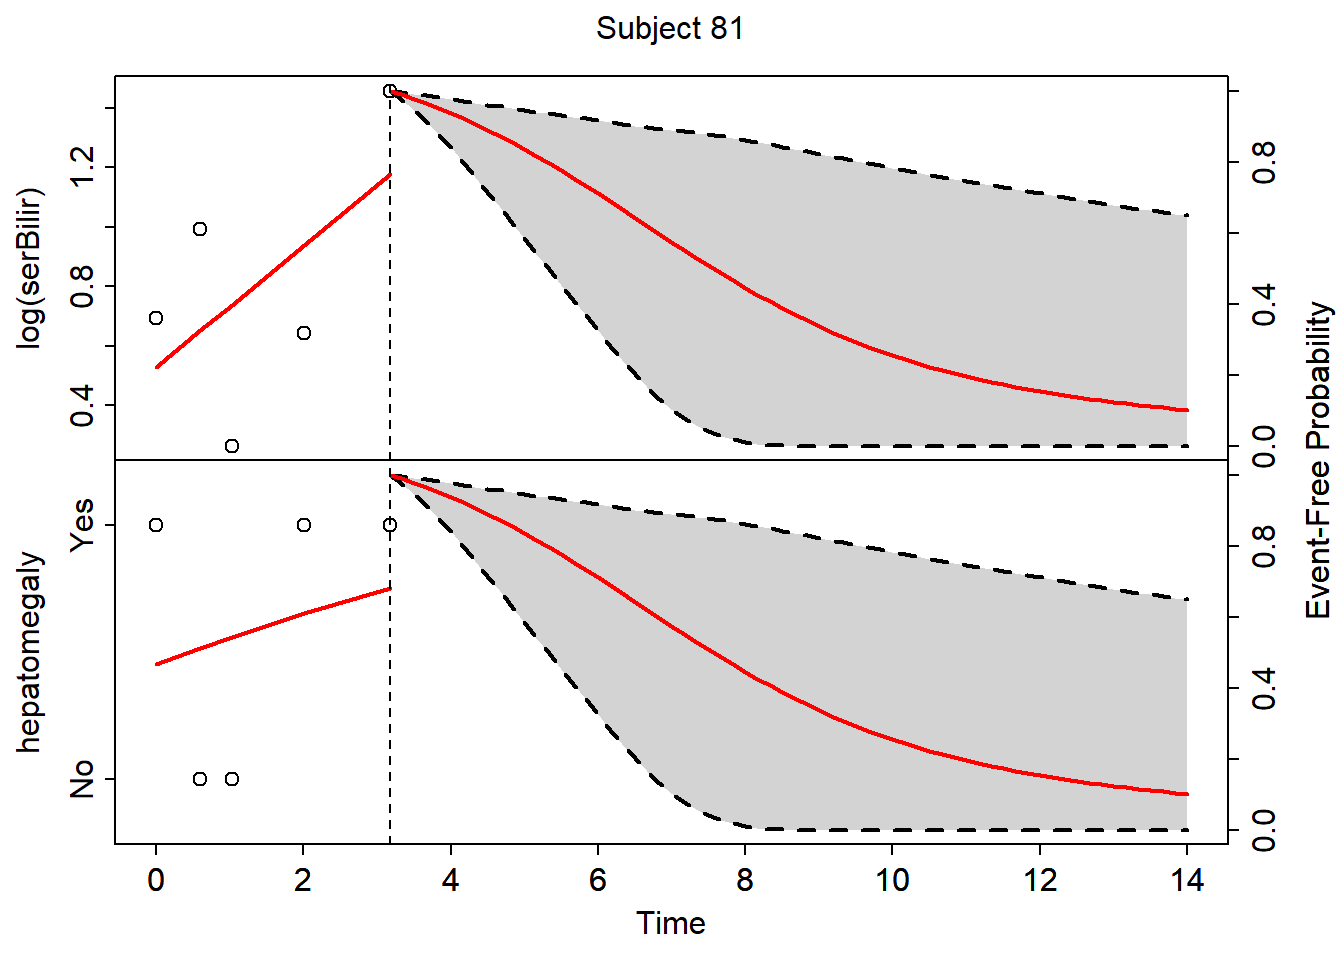 Subject 81
log(serBilir)
1.2
0.8
0.4
0.8
0.4
0.0
hepatomegaly
Yes
No
0.8
0.4
0.0
Event-Free Probability
0 2 4 6 8 10 12 14
Time